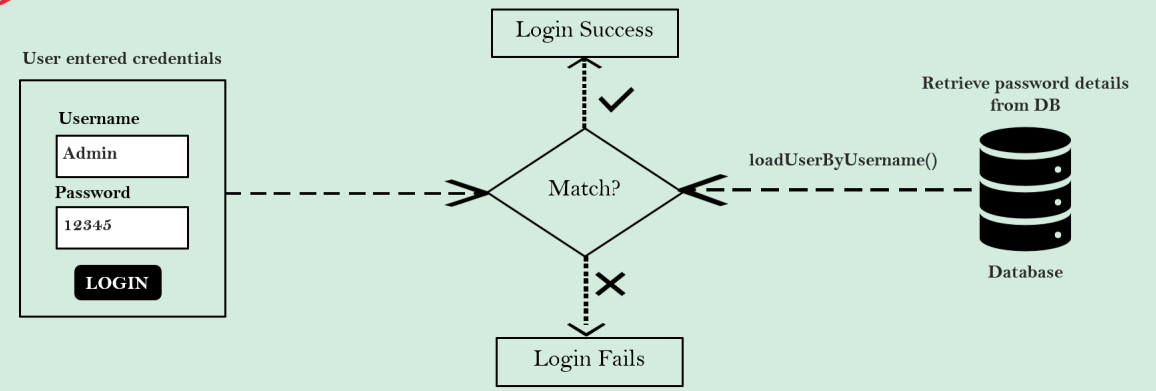 User entered credentials
Username
Admin
Password
12345
LOGIN
Login Success
Match?
Login Fails
loadUserByUsername()
Retrieve password details
from DB
Database